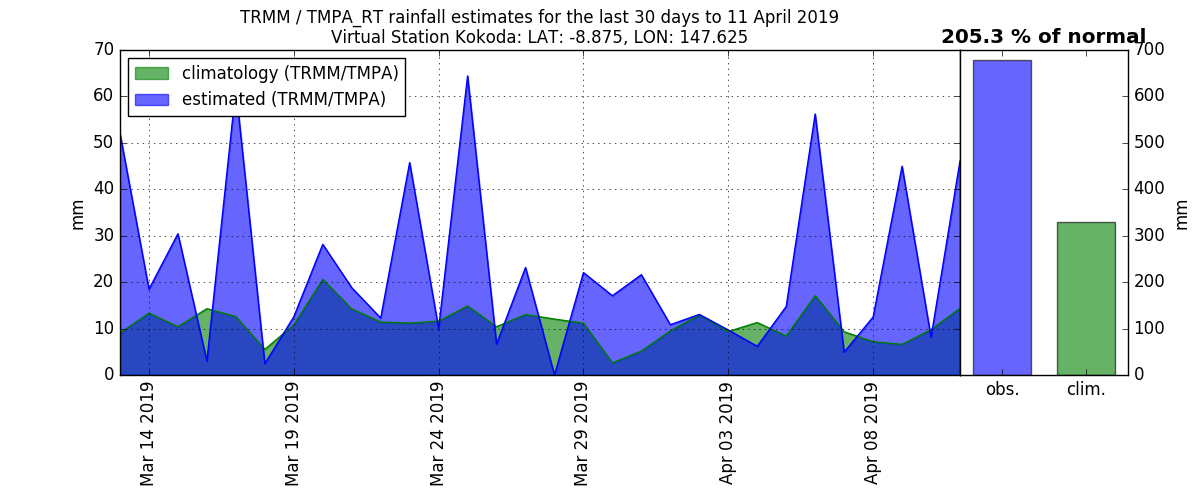 TRMM / TMPA_RT rainfall estimates for the last 30 days to 11 April 2019
Virtual Station Kokoda: LAT: -8.875, LON: 147.625
205.3 % of normal
climatology (TRMM/TMPA)
estimated (TRMM/TMPA)
mm
70
60
50
40
30
20
10
0
Mar 14 2019
Mar 19 2019
Mar 24 2019
Mar 29 2019
Apr 03 2019
Apr 08 2019
obs.
clim.
700
600
500
400
300
200
100
0
mm